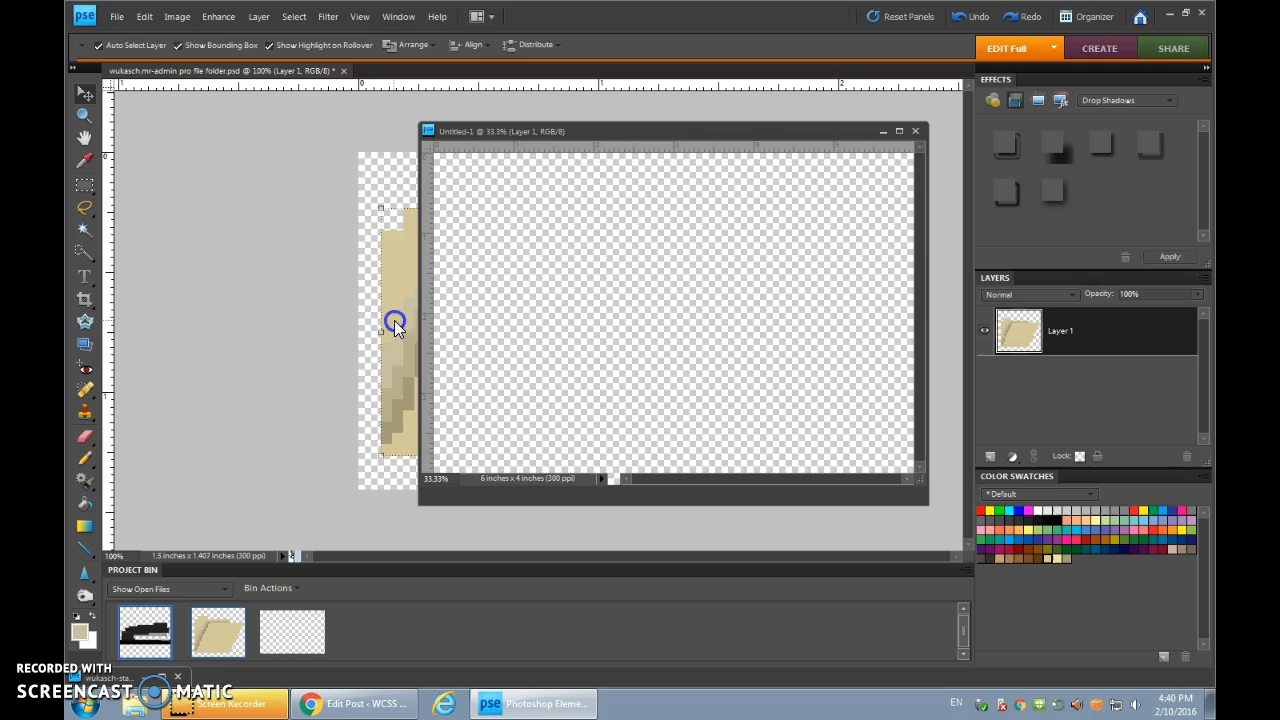 pse File Edit Image Enhance Layer Select Filter View Window Help Reset Panels Undo Redo Organizer
Auto Select Layer Show Bounding Box Show Highlight on Rollover Arrange Align Distribute EDIT Full CREATE SHARE
wukasch.mr-admin pro file folder.psd @ 100% (Layer 1, RGB/8) *
EFFECTS
Drop Shadows
Untitled-1 @ 33.3% (Layer 1, RGB/8)
Apply
LAYERS
Normal Opacity: 100%
Layer 1
Lock:
33.33% 6 inches x 4 inches (300 ppi)
COLOR SWATCHES
* Default
100% 1.5 inches x 1.407 inches (300 ppi)
PROJECT BIN
Show Open Files Bin Actions
RECORDED WITH
SCREENCAST MATIC
wukasch-sta...
Screen Recorder Edit Post ‹ WCSS ... Photoshop Eleme... EN 4:40 PM
2/10/2016